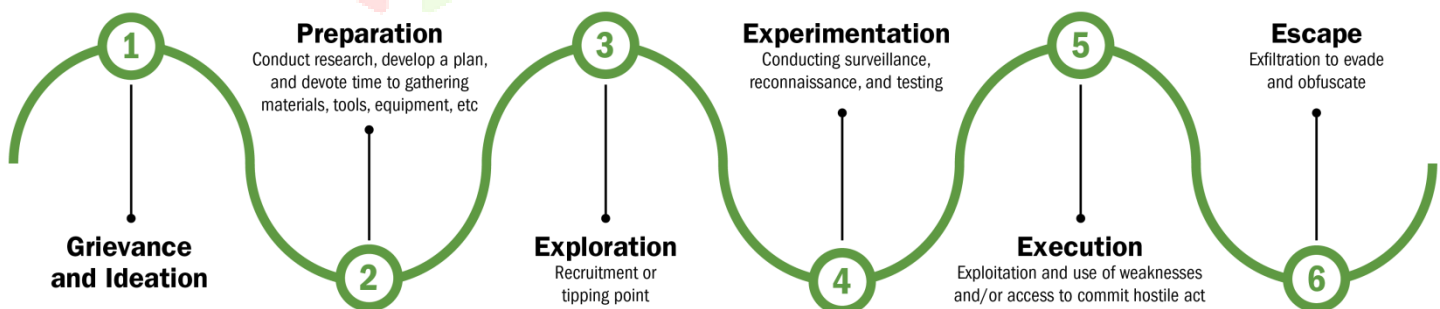 1
Grievance
and Ideation
Preparation
Conduct research, develop a plan,
and devote time to gathering
materials, tools, equipment, etc
2
3
Exploration
Recruitment or
tipping point
Experimentation
Conducting surveillance,
reconnaissance, and testing
4
5
Execution
Exploitation and use of weaknesses
and/or access to commit hostile act
Escape
Exfiltration to evade
and obfuscate
6